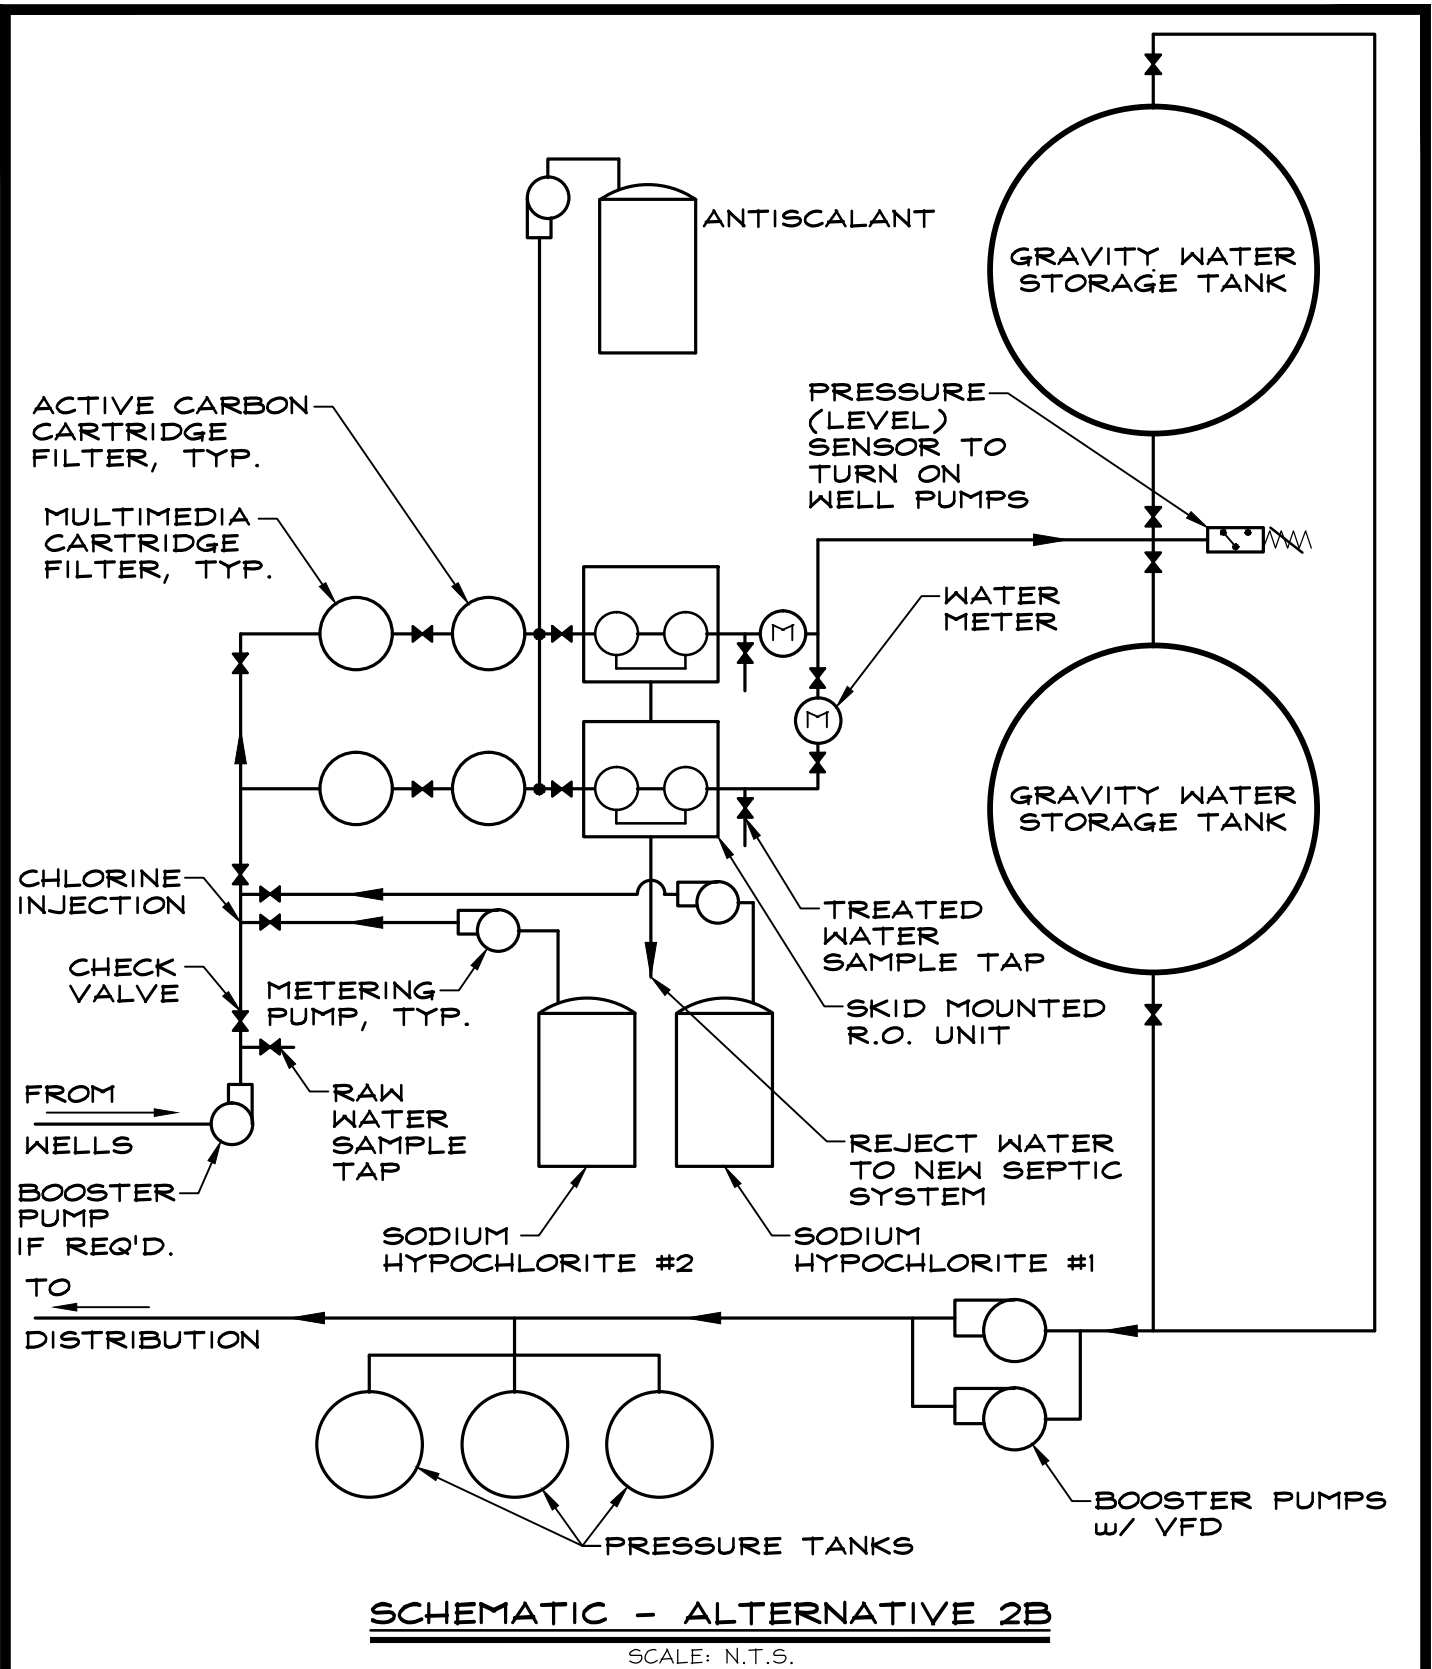 ANTISCALANT
GRAVITY WATER
STORAGE TANK
ACTIVE CARBON
CARTRIDGE
FILTER, TYP.
PRESSURE
(LEVEL)
SENSOR TO
TURN ON
WELL PUMPS
MULTIMEDIA
CARTRIDGE
FILTER, TYP.
WATER
METER
M
M
GRAVITY WATER
STORAGE TANK
CHLORINE
INJECTION
TREATED
WATER
SAMPLE TAP
CHECK
VALVE
METERING
PUMP, TYP.
SKID MOUNTED
R.O. UNIT
FROM
WELLS
RAW
WATER
SAMPLE
TAP
REJECT WATER
TO NEW SEPTIC
SYSTEM
BOOSTER
PUMP
IF REQ'D.
SODIUM
HYPOCHLORITE #2
SODIUM
HYPOCHLORITE #1
TO
DISTRIBUTION
BOOSTER PUMPS
W/ VFD
PRESSURE TANKS
SCHEMATIC - ALTERNATIVE 2B
SCALE: N.T.S.